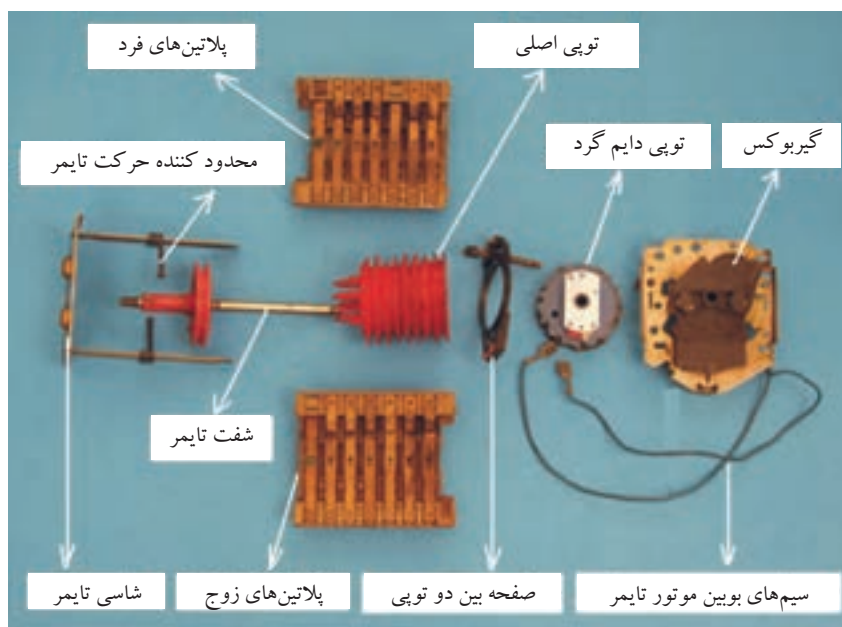 توپی اصلی
پلاتین‌های فرد
گیربوکس
توپی دایم گرد
محدود کننده حرکت تایمر
شفت تایمر
سیم‌های بوبین موتور تایمر
صفحه بین دو توپی
پلاتین‌های زوج
شاسی تایمر